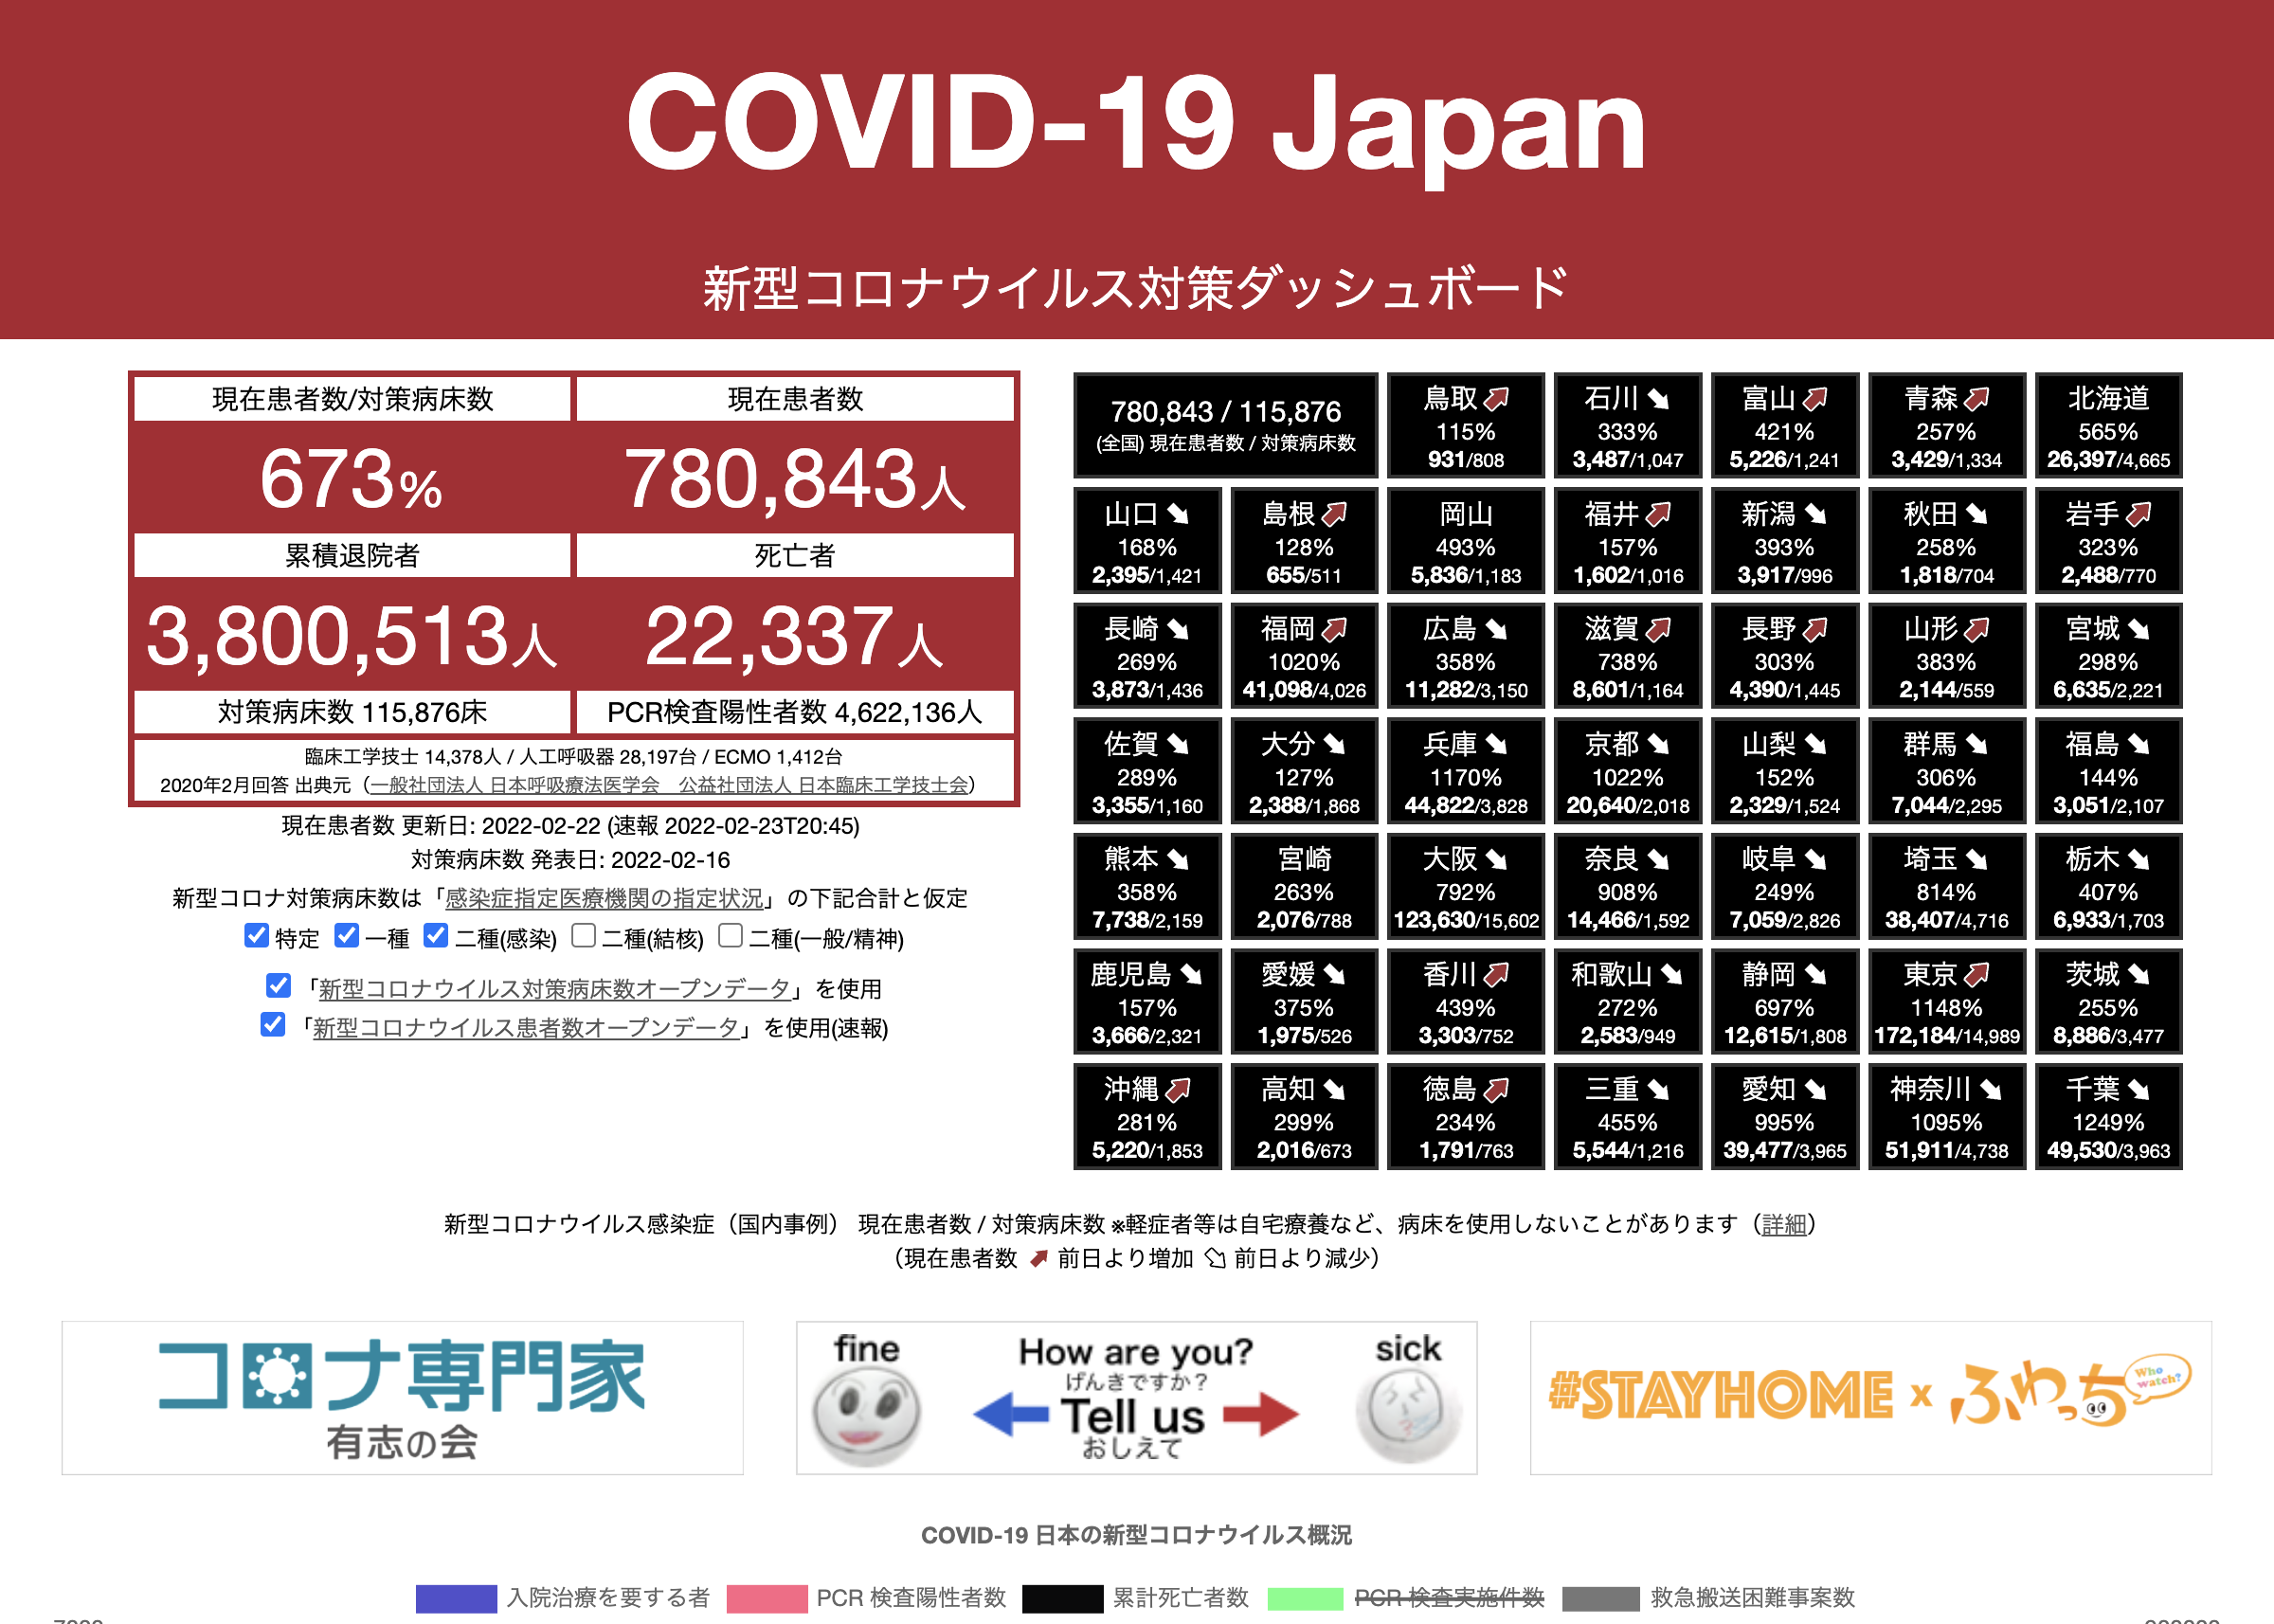 COVID-19 Japan
新型コロナウイルス対策ダッシュボード
現在患者数/対策病床数
現在患者数
673%
780,843人
累積退院者
死亡者
3,800,513人
22,337人
対策病床数 115,876床
PCR検査陽性者数 4,622,136人
臨床工学技士 14,378人 / 人工呼吸器 28,197台 / ECMO 1,412台
2020年2月回答 出典元（一般社団法人 日本呼吸療法医学会　公益社団法人 日本臨床工学技士会）
現在患者数 更新日: 2022-02-22 (速報 2022-02-23T20:45)
対策病床数 発表日: 2022-02-16
新型コロナ対策病床数は「感染症指定医療機関の指定状況」の下記合計と仮定
特定 一種 二種(感染) 二種(結核) 二種(一般/精神)
「新型コロナウイルス対策病床数オープンデータ」を使用
「新型コロナウイルス患者数オープンデータ」を使用(速報)
780,843 / 115,876
(全国) 現在患者数 / 対策病床数
鳥取
115%
931/808
石川
333%
3,487/1,047
富山
421%
5,226/1,241
青森
257%
3,429/1,334
北海道
565%
26,397/4,665
山口
168%
2,395/1,421
島根
128%
655/511
岡山
493%
5,836/1,183
福井
157%
1,602/1,016
新潟
393%
3,917/996
秋田
258%
1,818/704
岩手
323%
2,488/770
長崎
269%
3,873/1,436
福岡
1020%
41,098/4,026
広島
358%
11,282/3,150
滋賀
738%
8,601/1,164
長野
303%
4,390/1,445
山形
383%
2,144/559
宮城
298%
6,635/2,221
佐賀
289%
3,355/1,160
大分
127%
2,388/1,868
兵庫
1170%
44,822/3,828
京都
1022%
20,640/2,018
山梨
152%
2,329/1,524
群馬
306%
7,044/2,295
福島
144%
3,051/2,107
熊本
358%
7,738/2,159
宮崎
263%
2,076/788
大阪
792%
123,630/15,602
奈良
908%
14,466/1,592
岐阜
249%
7,059/2,826
埼玉
814%
38,407/4,716
栃木
407%
6,933/1,703
鹿児島
157%
3,666/2,321
愛媛
375%
1,975/526
香川
439%
3,303/752
和歌山
272%
2,583/949
静岡
697%
12,615/1,808
東京
1148%
172,184/14,989
茨城
255%
8,886/3,477
沖縄
281%
5,220/1,853
高知
299%
2,016/673
徳島
234%
1,791/763
三重
455%
5,544/1,216
愛知
995%
39,477/3,965
神奈川
1095%
51,911/4,738
千葉
1249%
49,530/3,963
新型コロナウイルス感染症（国内事例） 現在患者数 / 対策病床数 ※軽症者等は自宅療養など、病床を使用しないことがあります（詳細）
（現在患者数 前日より増加 前日より減少）
コロナ専門家
有志の会
fine
How are you?
げんきですか？
Tell us
おしえて
sick
#STAYHOME x ふわっち
Who watch?
COVID-19 日本の新型コロナウイルス概況
入院治療を要する者 PCR 検査陽性者数 累計死亡者数 PCR 検査実施件数 救急搬送困難事案数